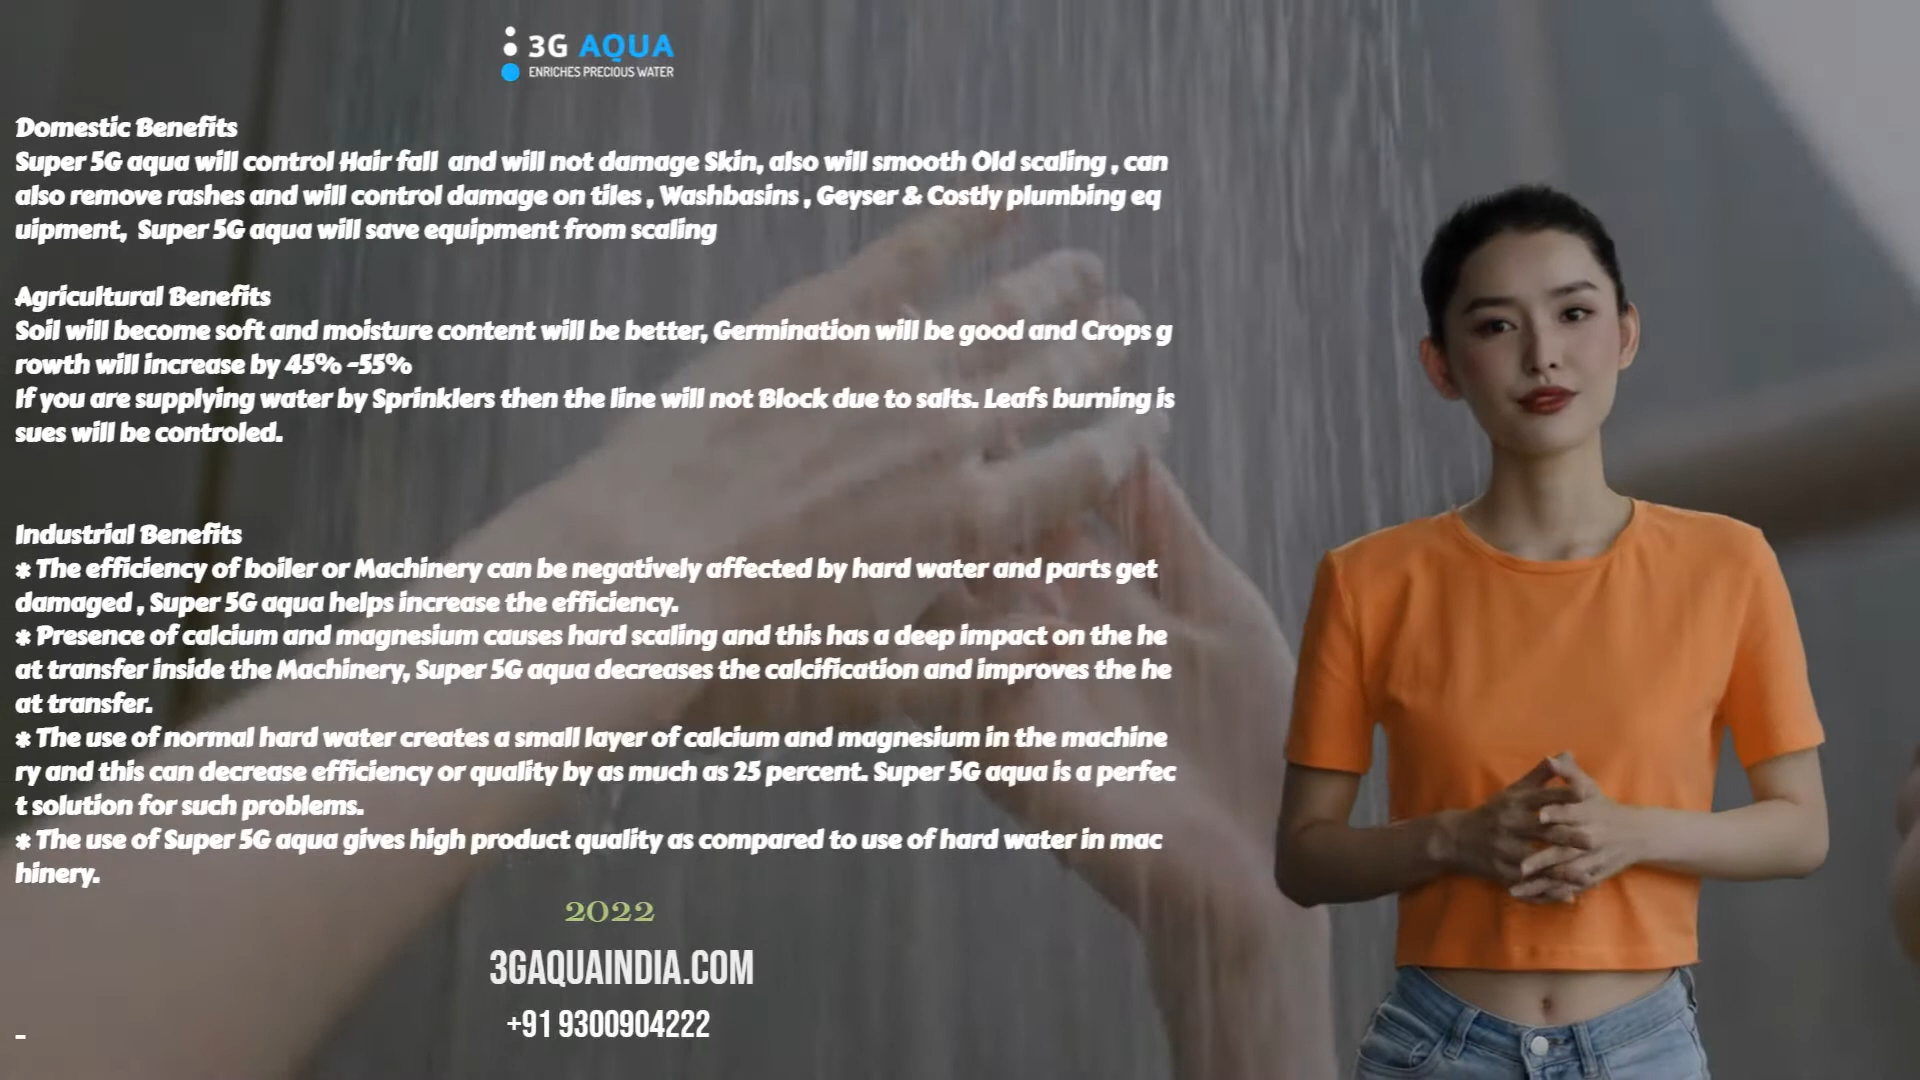 3G AQUA
ENRICHES PRECIOUS WATER
Domestic Benefits
Super 5G aqua will control Hair fall  and will not damage Skin, also will smooth Old scaling , can
also remove rashes and will control damage on tiles , Washbasins , Geyser & Costly plumbing eq
uipment,  Super 5G aqua will save equipment from scaling
Agricultural Benefits
Soil will become soft and moisture content will be better, Germination will be good and Crops g
rowth will increase by 45% -55%
If you are supplying water by Sprinklers then the line will not Block due to salts. Leafs burning is
sues will be controled.
Industrial Benefits
* The efficiency of boiler or Machinery can be negatively affected by hard water and parts get
damaged , Super 5G aqua helps increase the efficiency.
* Presence of calcium and magnesium causes hard scaling and this has a deep impact on the he
at transfer inside the Machinery, Super 5G aqua decreases the calcification and improves the he
at transfer.
* The use of normal hard water creates a small layer of calcium and magnesium in the machine
ry and this can decrease efficiency or quality by as much as 25 percent. Super 5G aqua is a perfec
t solution for such problems.
* The use of Super 5G aqua gives high product quality as compared to use of hard water in mac
hinery.
2022
3GAQUAINDIA.COM
+91 9300904222
-